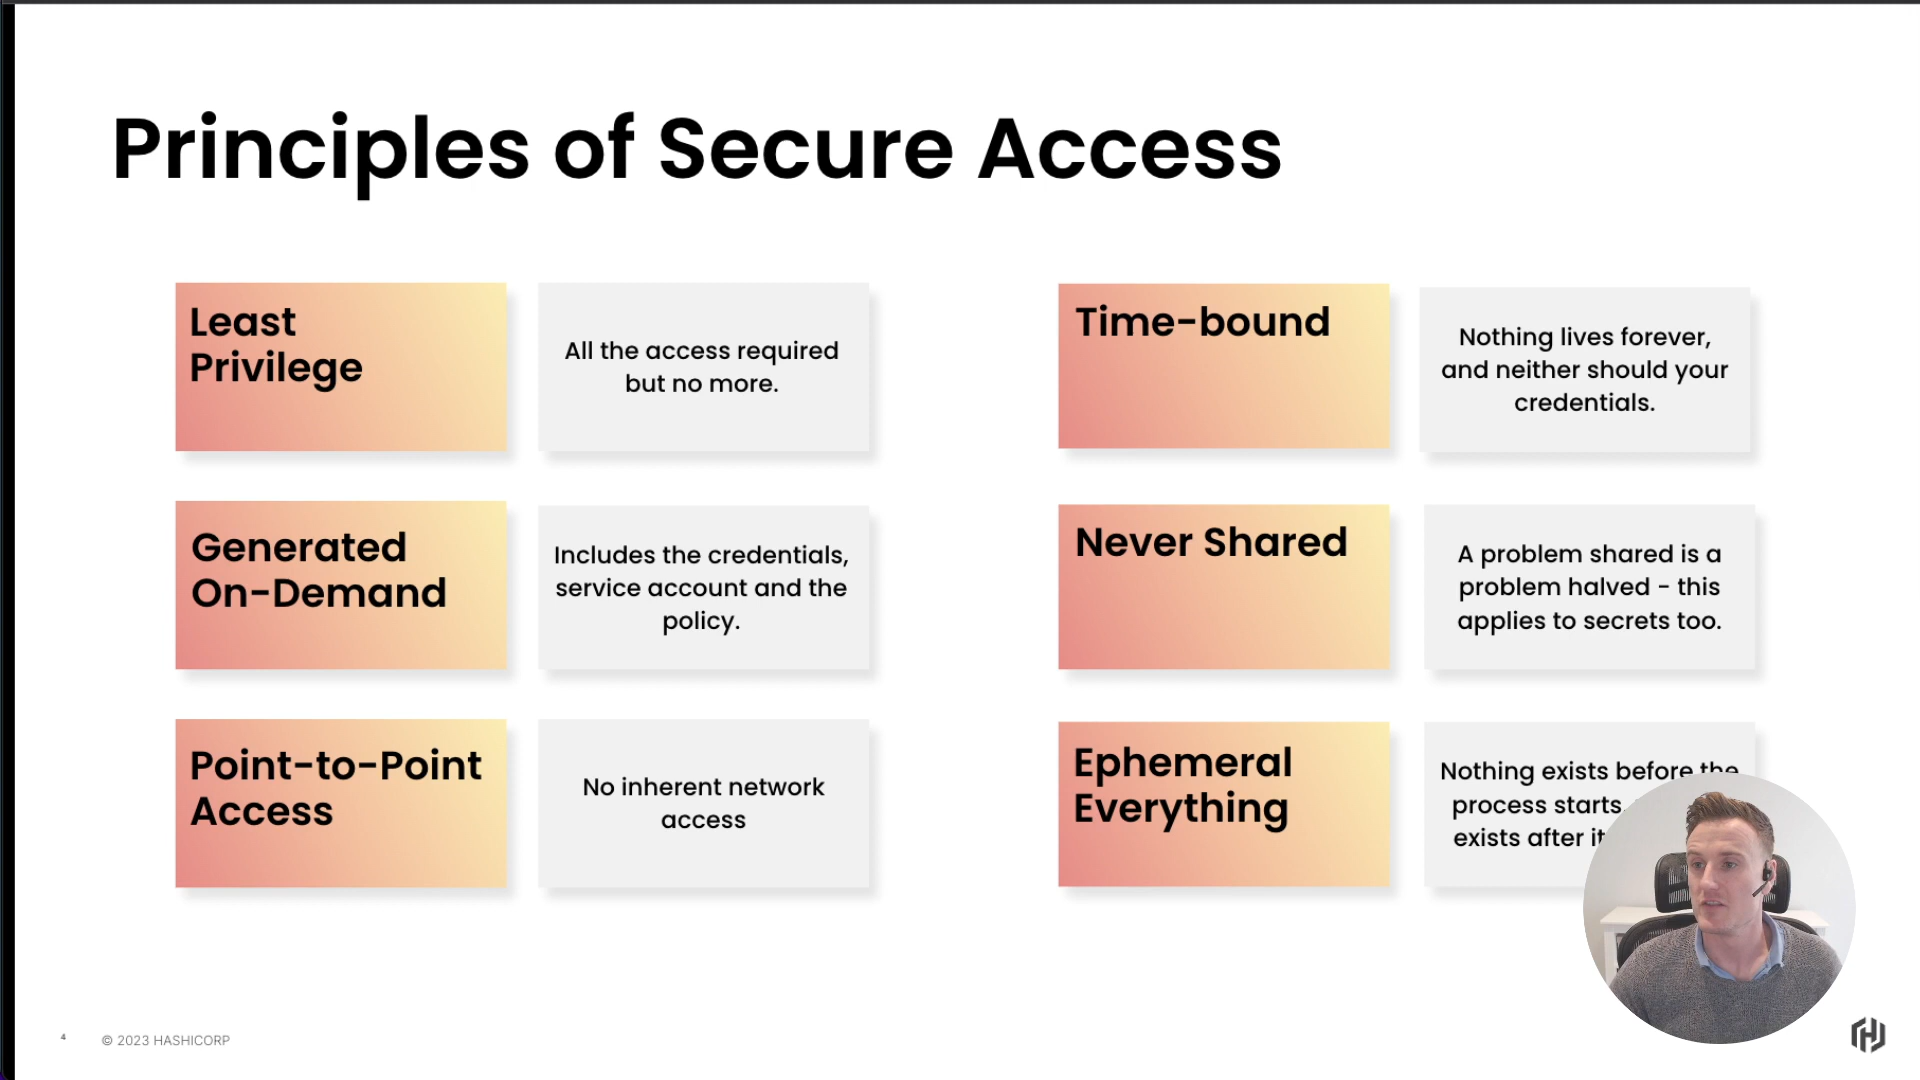 Principles of Secure Access
Least
Privilege
All the access required
but no more.
Generated
On-Demand
Includes the credentials,
service account and the
policy.
Point-to-Point
Access
No inherent network
access
Time-bound
Nothing lives forever,
and neither should your
credentials.
Never Shared
A problem shared is a
problem halved - this
applies to secrets too.
Ephemeral
Everything
Nothing exists before the
process starts,
exists after it
4
© 2023 HASHICORP